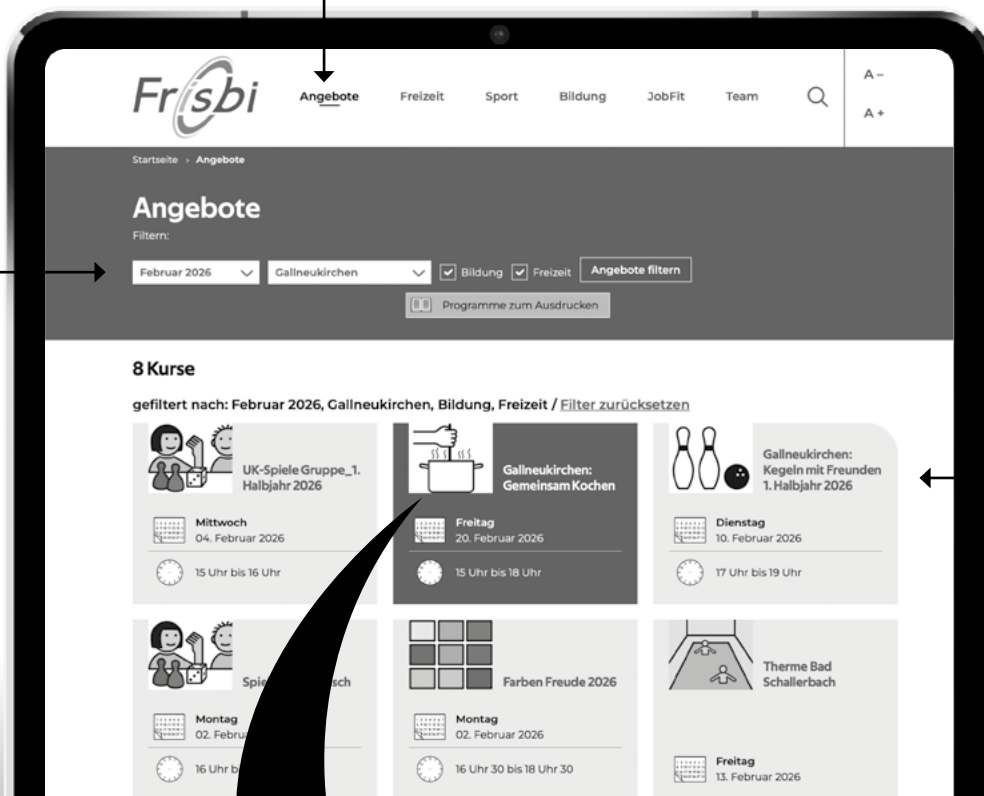 Frisbi
Angebote
Freizeit
Sport
Bildung
JobFit
Team
A –
A +
Startseite › Angebote
Angebote
Filtern:
Februar 2026
Gallneukirchen
Bildung
Freizeit
Angebote filtern
Programme zum Ausdrucken
8 Kurse
gefiltert nach: Februar 2026, Gallneukirchen, Bildung, Freizeit / Filter zurücksetzen
UK-Spiele Gruppe_1.
Halbjahr 2026
Mittwoch
04. Februar 2026
15 Uhr bis 16 Uhr
Gallneukirchen:
Gemeinsam Kochen
Freitag
20. Februar 2026
15 Uhr bis 18 Uhr
Gallneukirchen:
Kegeln mit Freunden
1. Halbjahr 2026
Dienstag
10. Februar 2026
17 Uhr bis 19 Uhr
Montag
02.
16 Uhr
Farben Freude 2026
Montag
02. Februar 2026
16 Uhr 30 bis 18 Uhr 30
Therme Bad
Schallerbach
Freitag
13. Februar 2026